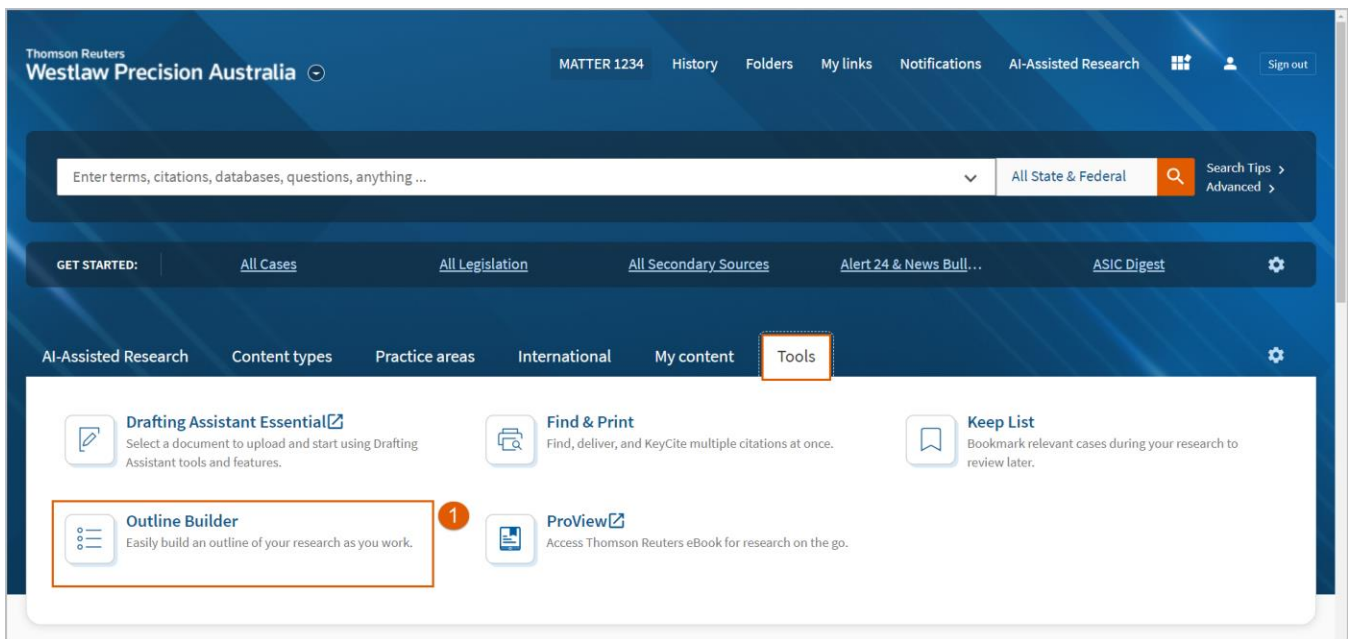 Thomson Reuters
Westlaw Precision Australia
MATTER 1234 History Folders My links Notifications AI-Assisted Research Sign out
Enter terms, citations, databases, questions, anything ... All State & Federal
Search Tips >
Advanced >
GET STARTED: All Cases All Legislation All Secondary Sources Alert 24 & News Bull... ASIC Digest
AI-Assisted Research Content types Practice areas International My content Tools
Drafting Assistant Essential
Select a document to upload and start using Drafting
Assistant tools and features.
Find & Print
Find, deliver, and KeyCite multiple citations at once.
Keep List
Bookmark relevant cases during your research to
review later.
Outline Builder
Easily build an outline of your research as you work.
1
ProView
Access Thomson Reuters eBook for research on the go.